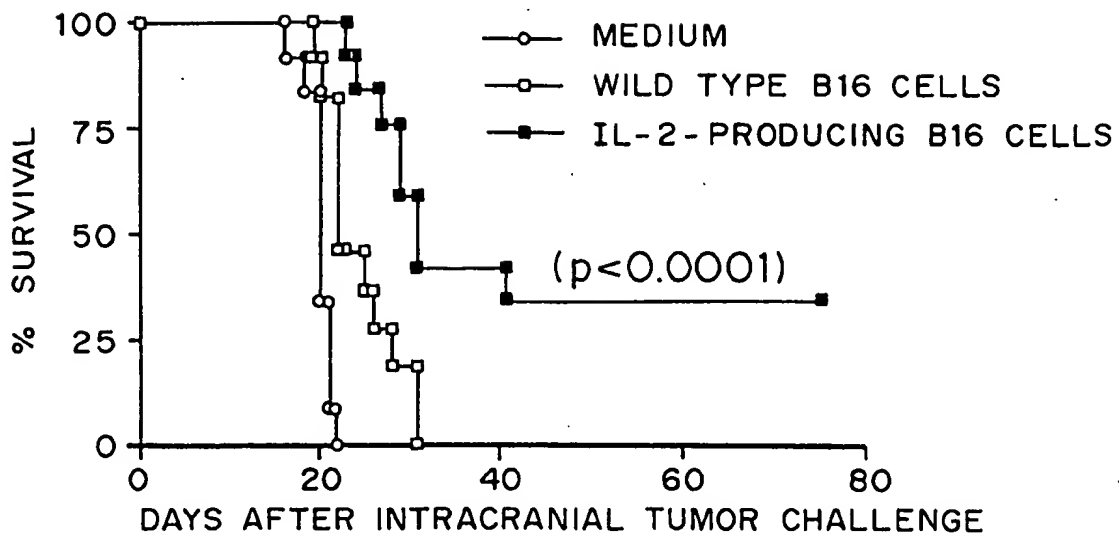 100
75
50
25
0
% SURVIVAL
MEDIUM
WILD TYPE B16 CELLS
IL-2-PRODUCING B16 CELLS
(p<0.0001)
0 20 40 60 80
DAYS AFTER INTRACRANIAL TUMOR CHALLENGE